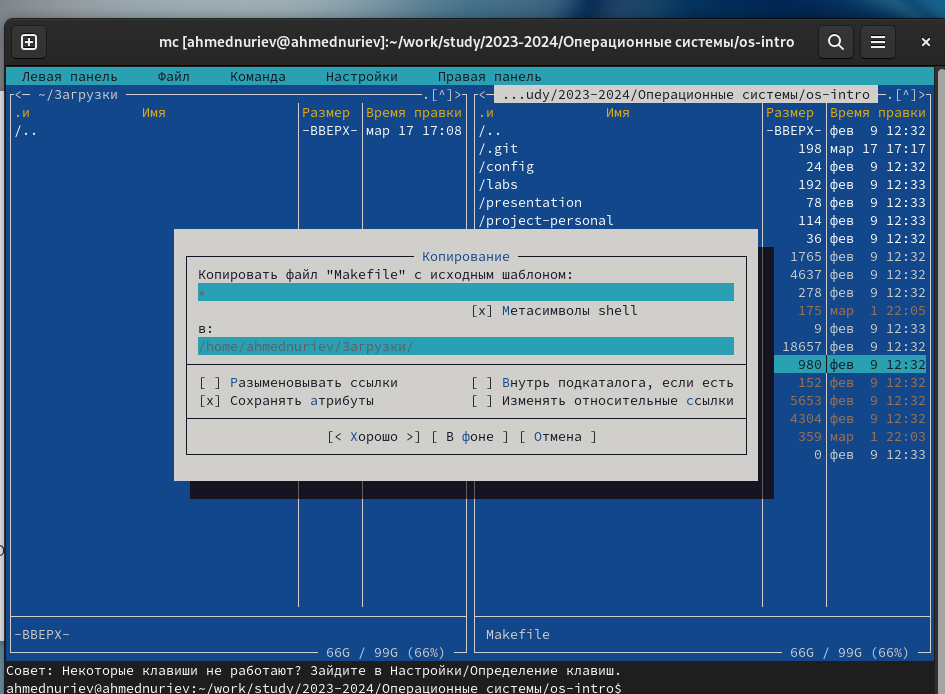 mc [ahmednuriev@ahmednuriev]:~/work/study/2023-2024/Операционные системы/os-intro
Левая панель Файл Команда Настройки Правая панель
<─ ~/Загрузки .[^]> <─ ...udy/2023-2024/Операционные системы/os-intro .[^]>
.и Имя Размер Время правки .и Имя Размер Время правки
/.. -ВВЕРХ- мар 17 17:08 /.. -ВВЕРХ- фев 9 12:32
/.git 198 мар 17 17:17
/config 24 фев 9 12:32
/labs 192 фев 9 12:33
/presentation 78 фев 9 12:33
/project-personal 114 фев 9 12:33
36 фев 9 12:32
Копирование 1765 фев 9 12:32
Копировать файл "Makefile" с исходным шаблоном: 4637 фев 9 12:32
* 278 фев 9 12:32
[x] Метасимволы shell 175 мар 1 22:05
в: 9 фев 9 12:33
/home/ahmednuriev/Загрузки/ 18657 фев 9 12:32
980 фев 9 12:32
[ ] Разыменовывать ссылки [ ] Внутрь подкаталога, если есть 152 фев 9 12:32
[x] Сохранять атрибуты [ ] Изменять относительные ссылки 5653 фев 9 12:32
4304 фев 9 12:32
[< Хорошо >] [ В фоне ] [ Отмена ] 359 мар 1 22:03
0 фев 9 12:33
-ВВЕРХ- Makefile
66G / 99G (66%) 66G / 99G (66%)
Совет: Некоторые клавиши не работают? Зайдите в Настройки/Определение клавиш.
ahmednuriev@ahmednuriev:~/work/study/2023-2024/Операционные системы/os-intro$